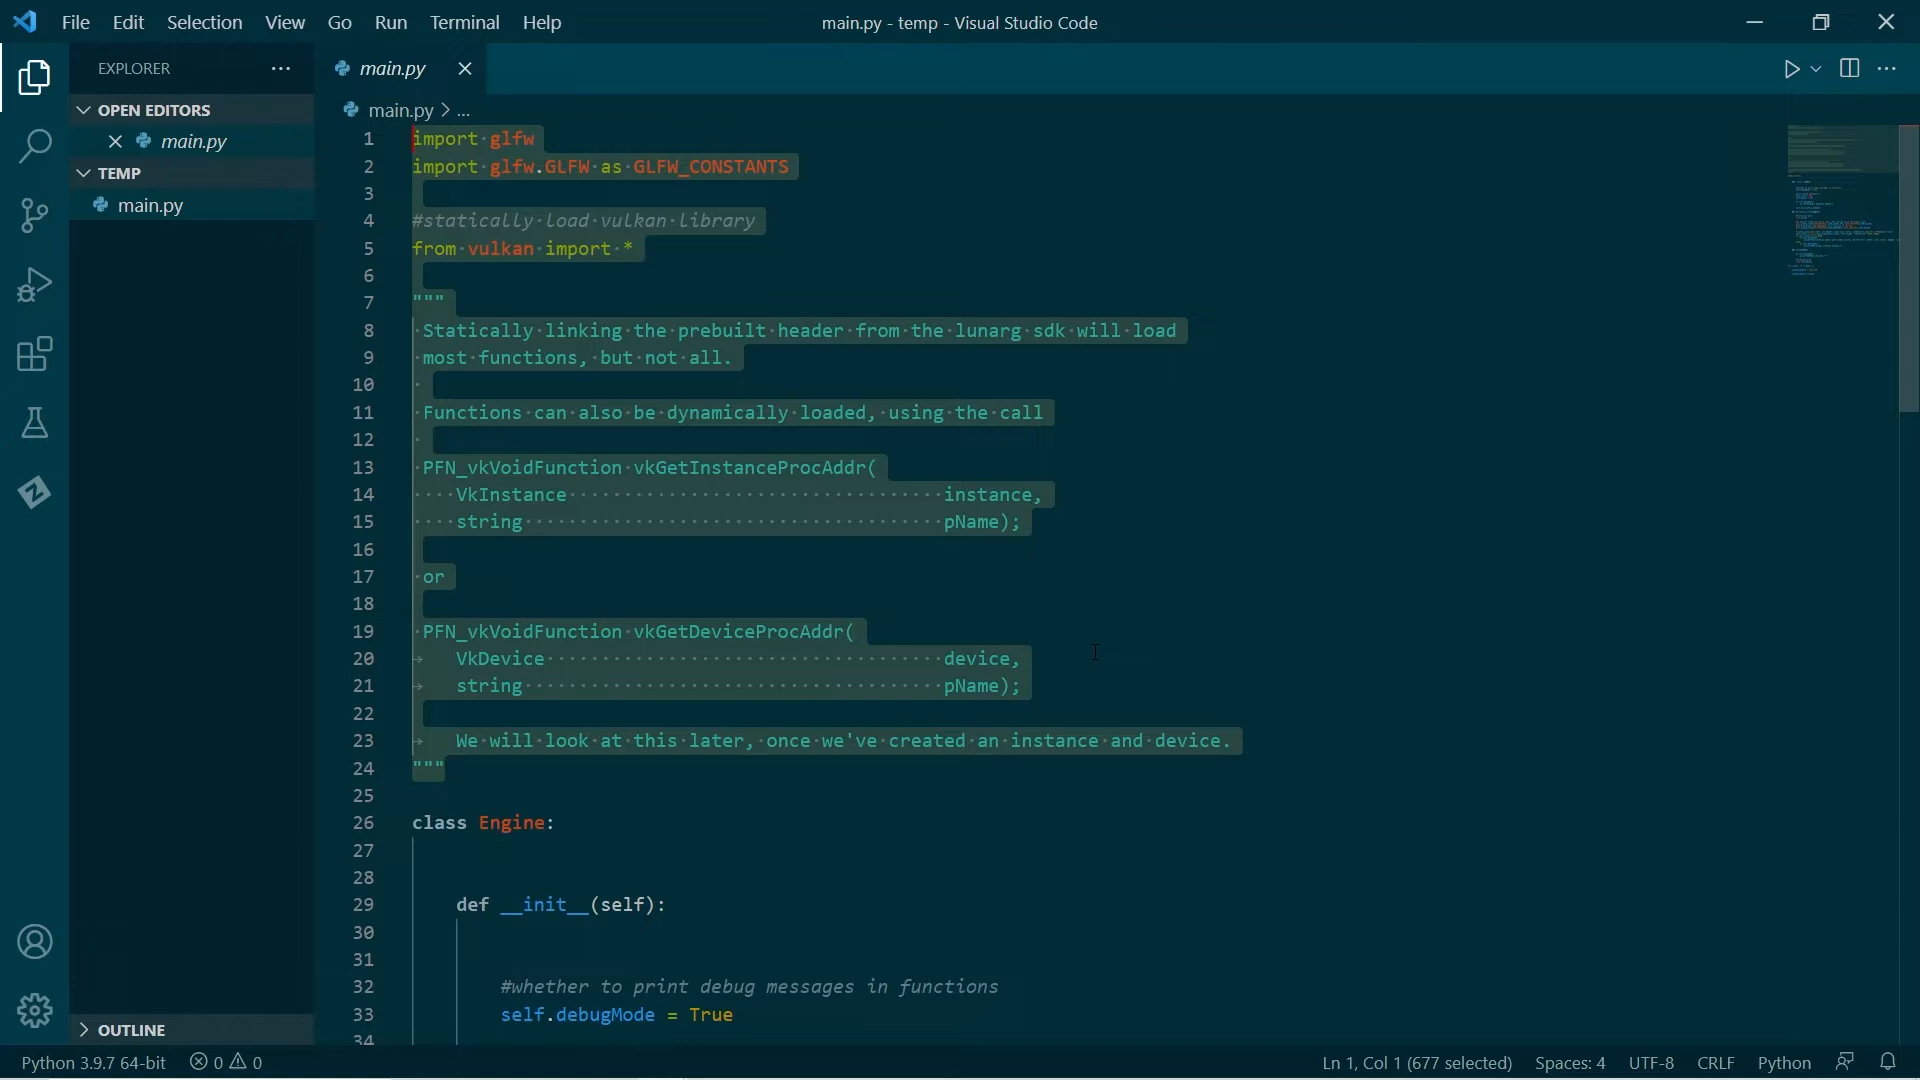 File Edit Selection View Go Run Terminal Help
main.py - temp - Visual Studio Code
EXPLORER
main.py
OPEN EDITORS
main.py
TEMP
main.py
OUTLINE
main.py > ...
1 import glfw
2 import glfw.GLFW as GLFW_CONSTANTS
3
4 #statically load vulkan library
5 from vulkan import *
6
7 """
8 Statically linking the prebuilt header from the lunarg sdk will load
9 most functions, but not all.
10
11 Functions can also be dynamically loaded, using the call
12
13 PFN_vkVoidFunction vkGetInstanceProcAddr(
14 VkInstance instance,
15 string pName);
16
17 or
18
19 PFN_vkVoidFunction vkGetDeviceProcAddr(
20 VkDevice device,
21 string pName);
22
23 We will look at this later, once we've created an instance and device.
24 """
25
26 class Engine:
27
28
29 def __init__(self):
30
31
32 #whether to print debug messages in functions
33 self.debugMode = True
34
Python 3.9.7 64-bit 0 0
Ln 1, Col 1 (677 selected) Spaces: 4 UTF-8 CRLF Python